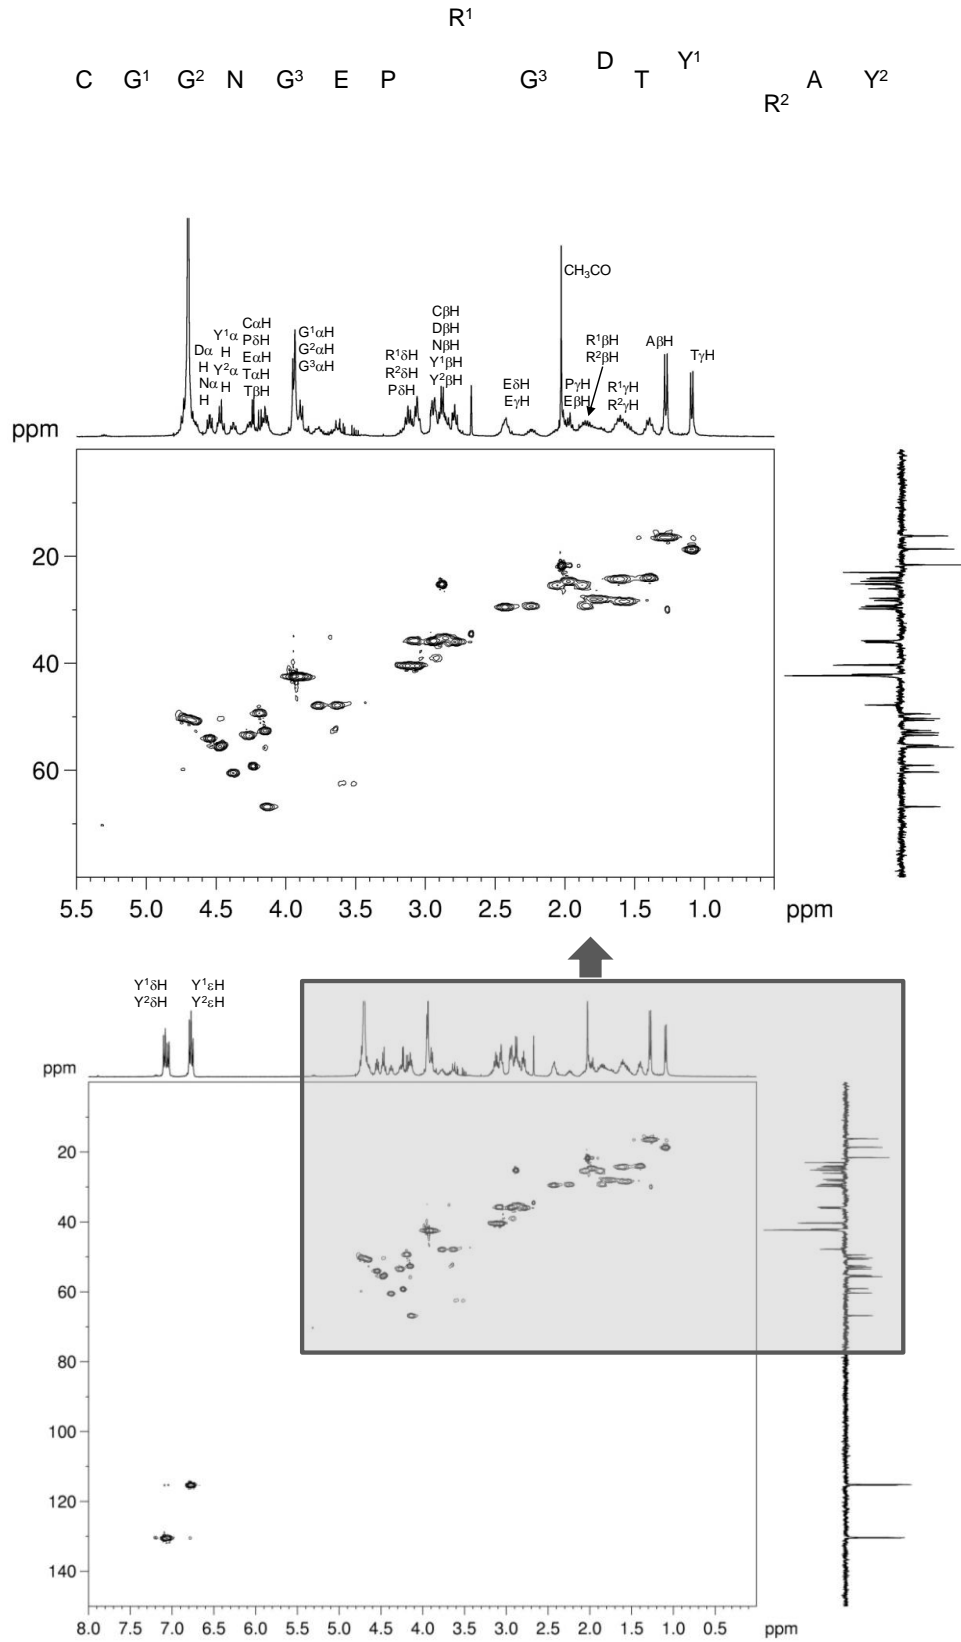 R¹
C G¹ G² N G³ E P G³ D T Y¹ R² A Y²
CH₃CO
DαH
NαH
Y¹αH
Y²αH
CαH
PδH
EαH
TαH
TβH
G¹αH
G²αH
G³αH
R¹δH
R²δH
PδH
CβH
DβH
NβH
Y¹βH
Y²βH
EδH
EγH
PγH
EβH
R¹βH
R²βH
R¹γH
R²γH
AβH
TγH
ppm
20
40
60
5.5 5.0 4.5 4.0 3.5 3.0 2.5 2.0 1.5 1.0 ppm
Y¹δH Y¹εH
Y²δH Y²εH
ppm
20
40
60
80
100
120
140
8.0 7.5 7.0 6.5 6.0 5.5 5.0 4.5 4.0 3.5 3.0 2.5 2.0 1.5 1.0 0.5 ppm